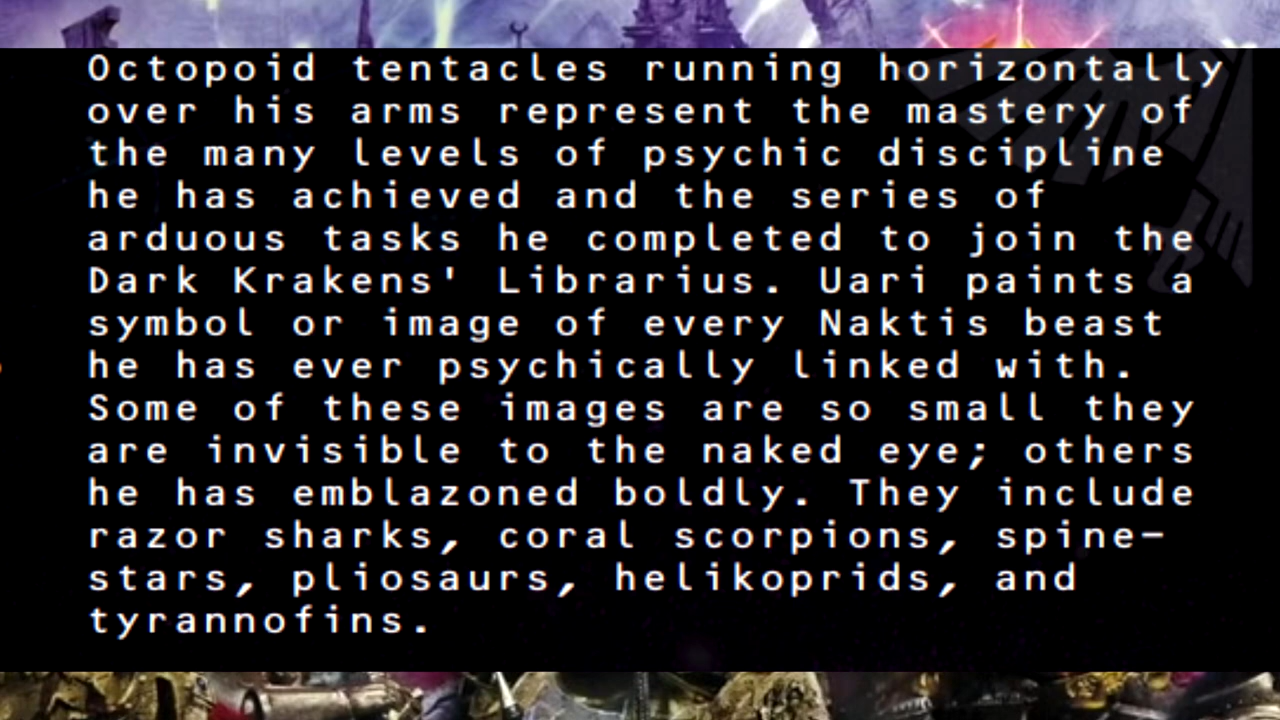 Octopoid tentacles running horizontally
over his arms represent the mastery of
the many levels of psychic discipline
he has achieved and the series of
arduous tasks he completed to join the
Dark Krakens' Librarius. Uari paints a
symbol or image of every Naktis beast
he has ever psychically linked with.
Some of these images are so small they
are invisible to the naked eye; others
he has emblazoned boldly. They include
razor sharks, coral scorpions, spine-
stars, pliosaurs, helikoprids, and
tyrannofins.